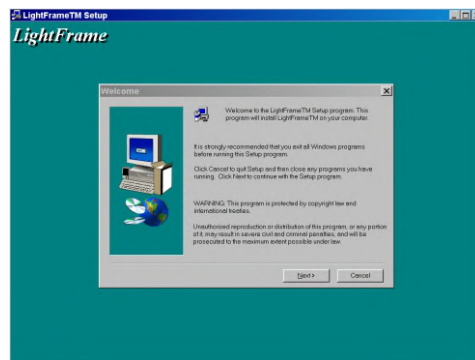 LightFrameTM Setup
LightFrame
Welcome
Welcome to the LightFrameTM Setup program. This
program will install LightFrameTM on your computer.
It is strongly recommended that you exit all Windows programs
before running this Setup program.
Click Cancel to quit Setup and then close any programs you have
running. Click Next to continue with the Setup program.
WARNING: This program is protected by copyright law and
international treaties.
Unauthorized reproduction or distribution of this program, or any portion
of it, may result in severe civil and criminal penalties, and will be
prosecuted to the maximum extent possible under law.
Next >
Cancel